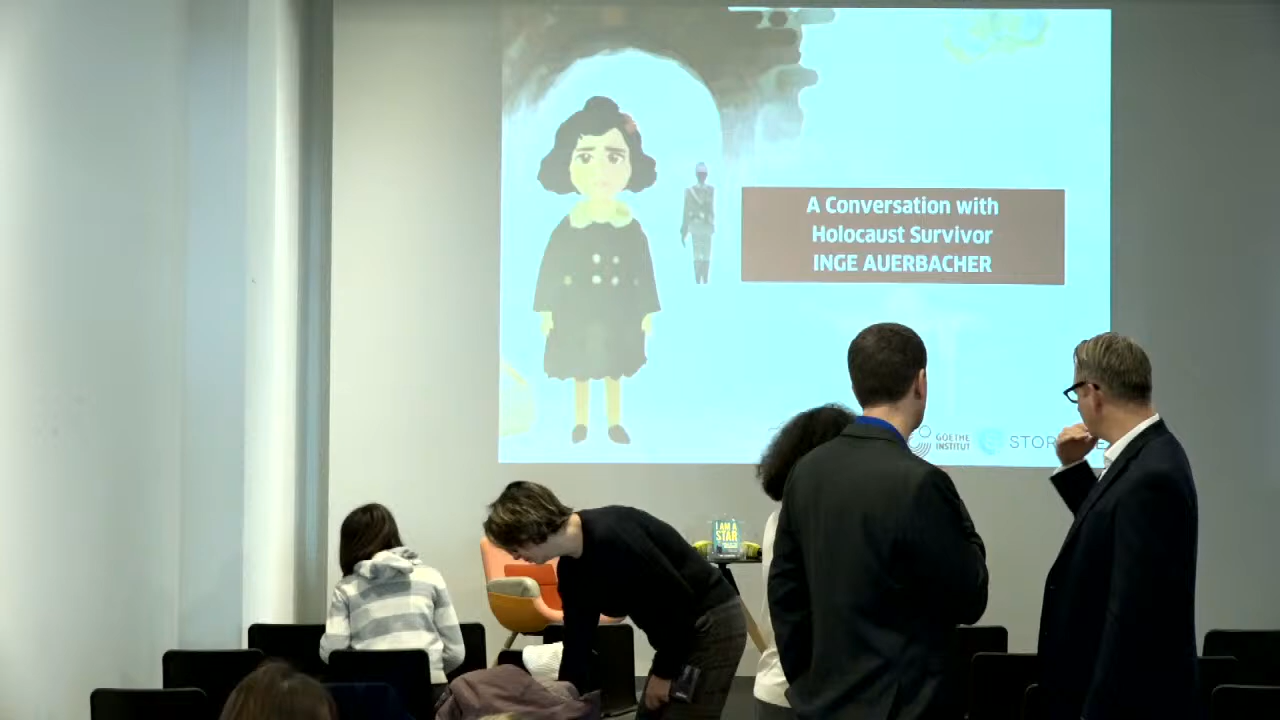 A Conversation with
Holocaust Survivor
INGE AUERBACHER
GOETHE
INSTITUT
I AM A
STAR